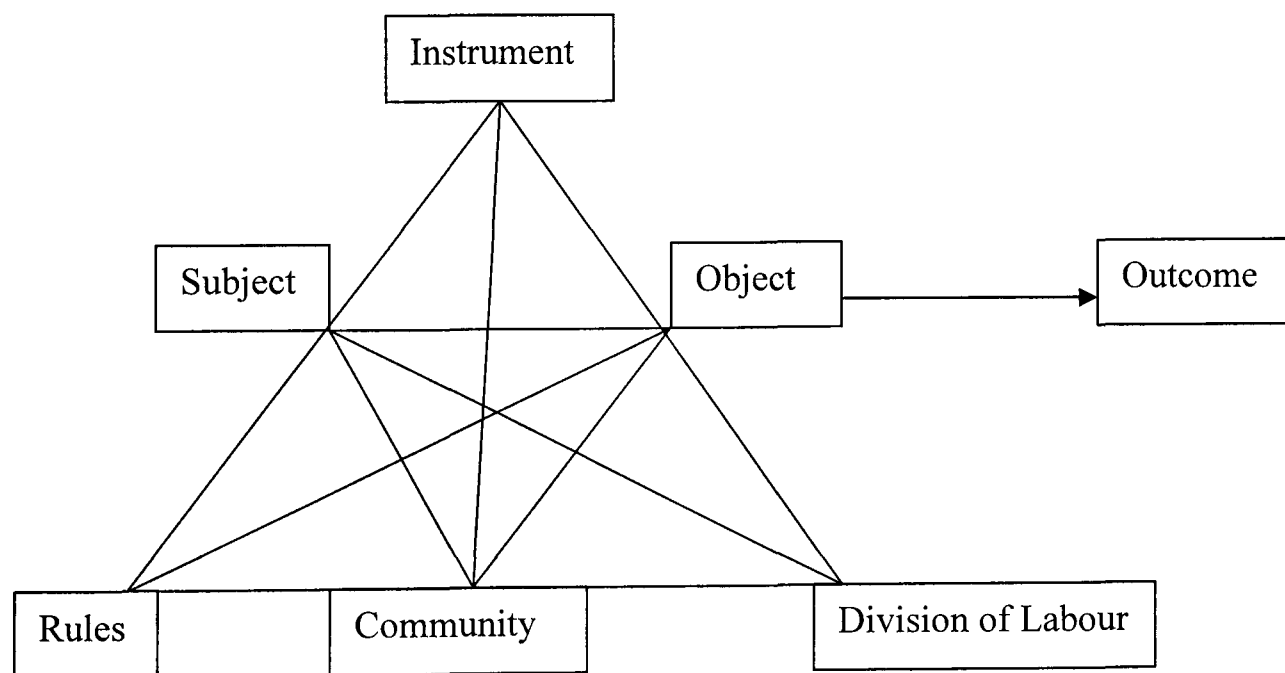 Instrument
Subject
Object
Outcome
Rules
Community
Division of Labour